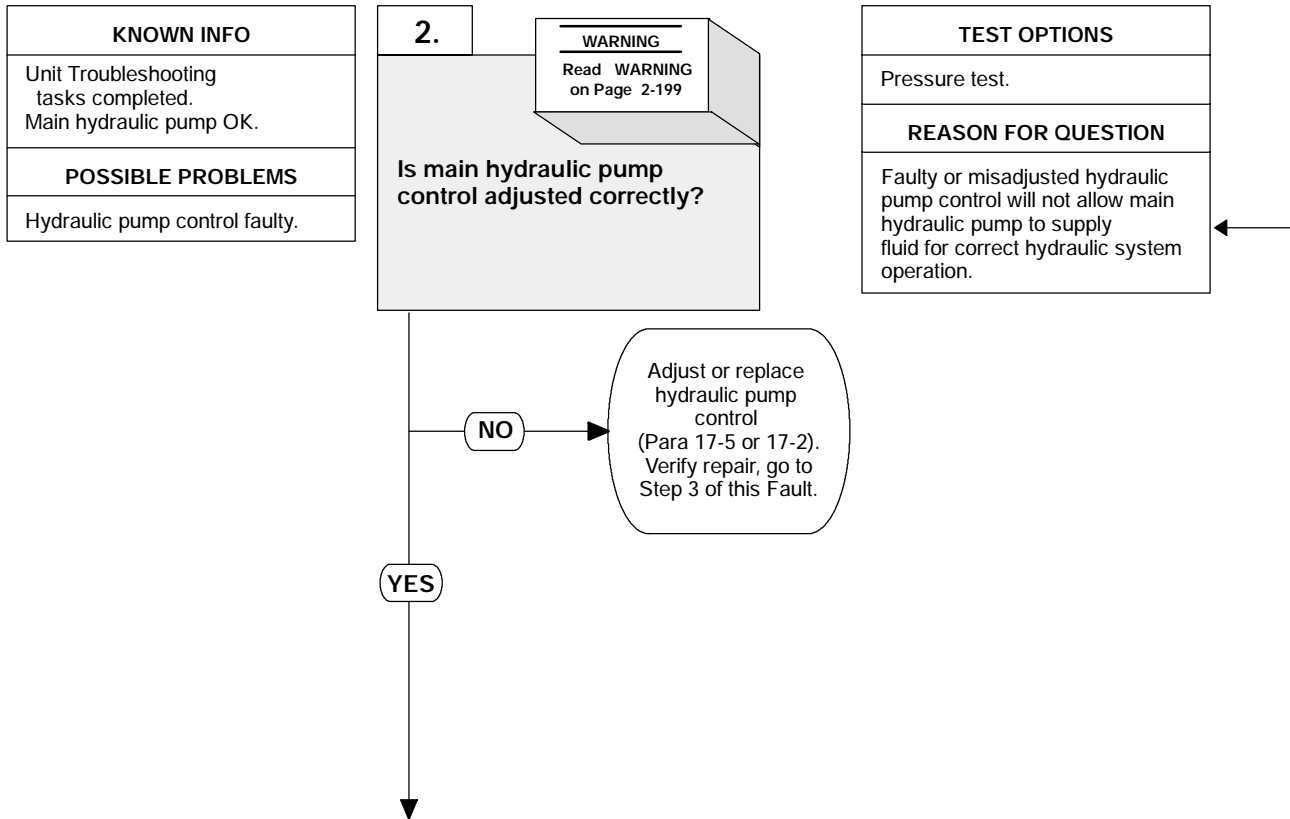 KNOWN INFO
Unit Troubleshooting
tasks completed.
Main hydraulic pump OK.
POSSIBLE PROBLEMS
Hydraulic pump control faulty.
2.
WARNING
Read WARNING
on Page 2-199
Is main hydraulic pump
control adjusted correctly?
TEST OPTIONS
Pressure test.
REASON FOR QUESTION
Faulty or misadjusted hydraulic
pump control will not allow main
hydraulic pump to supply
fluid for correct hydraulic system
operation.
NO
Adjust or replace
hydraulic pump
control
(Para 17-5 or 17-2).
Verify repair, go to
Step 3 of this Fault.
YES